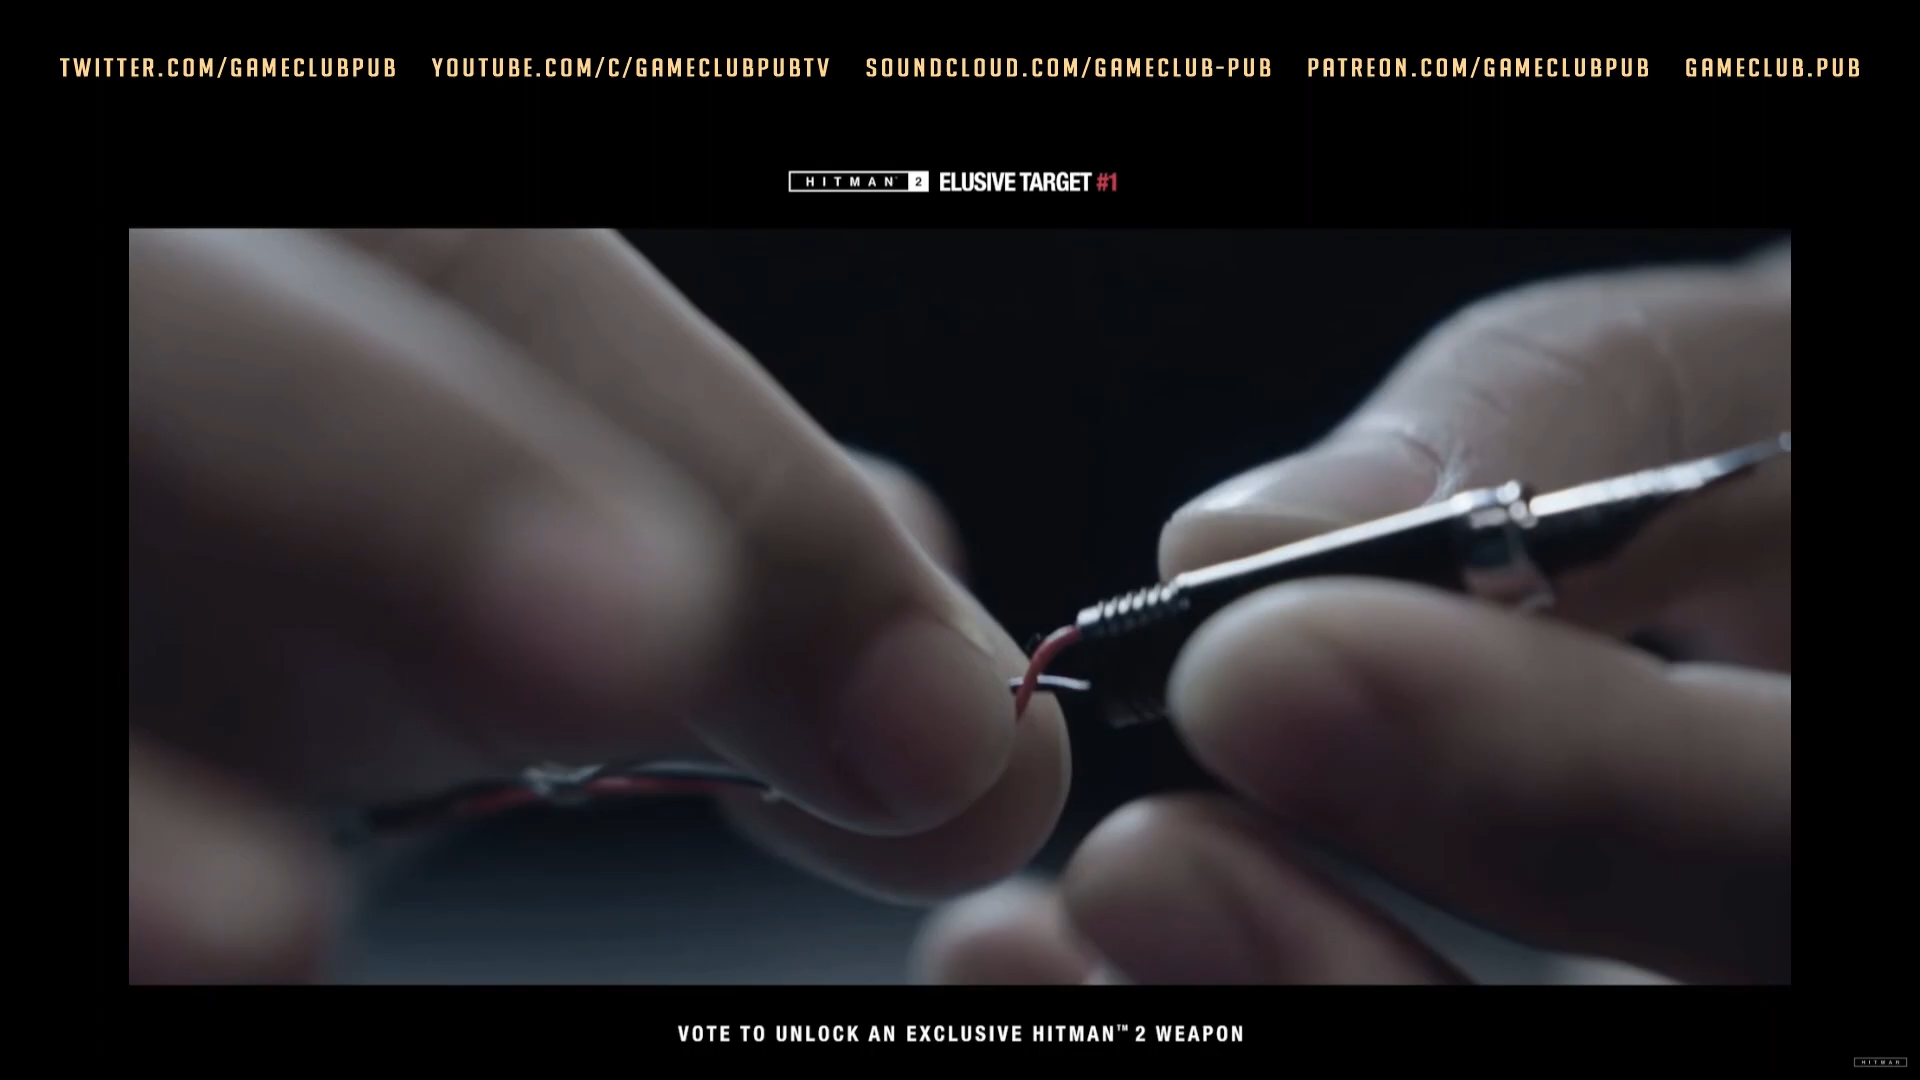 TWITTER.COM/GAMECLUBPUB YOUTUBE.COM/C/GAMECLUBPUBTV SOUNDCLOUD.COM/GAMECLUB-PUB PATREON.COM/GAMECLUBPUB GAMECLUB.PUB
HITMAN 2 ELUSIVE TARGET #1
VOTE TO UNLOCK AN EXCLUSIVE HITMAN™ 2 WEAPON
HITMAN